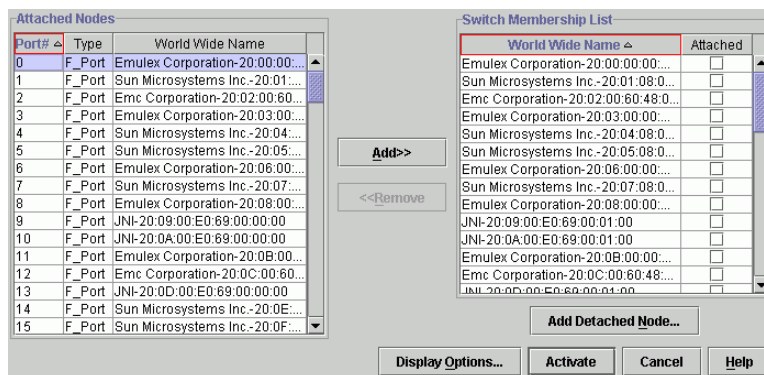 Attached Nodes
Port# Type World Wide Name
0 F_Port Emulex Corporation-20:00:00:...
1 F_Port Sun Microsystems Inc.-20:01:...
2 F_Port Emc Corporation-20:02:00:60...
3 F_Port Emulex Corporation-20:03:00:...
4 F_Port Sun Microsystems Inc.-20:04:...
5 F_Port Sun Microsystems Inc.-20:05:...
6 F_Port Emulex Corporation-20:06:00:...
7 F_Port Sun Microsystems Inc.-20:07:...
8 F_Port Emulex Corporation-20:08:00:...
9 F_Port JNI-20:09:00:E0:69:00:00:00
10 F_Port JNI-20:0A:00:E0:69:00:00:00
11 F_Port Emulex Corporation-20:0B:00...
12 F_Port Emc Corporation-20:0C:00:60...
13 F_Port JNI-20:0D:00:E0:69:00:00:00
14 F_Port Sun Microsystems Inc.-20:0E:...
15 F_Port Sun Microsystems Inc.-20:0F:...
Add>>
<<Remove
Switch Membership List
World Wide Name Attached
Emulex Corporation-20:00:00:00:...
Sun Microsystems Inc.-20:01:08:0...
Emc Corporation-20:02:00:60:48:0...
Emulex Corporation-20:03:00:00:...
Sun Microsystems Inc.-20:04:08:0...
Sun Microsystems Inc.-20:05:08:0...
Emulex Corporation-20:06:00:00:...
Sun Microsystems Inc.-20:07:08:0...
Emulex Corporation-20:08:00:00:...
JNI-20:09:00:E0:69:00:01:00
JNI-20:0A:00:E0:69:00:01:00
Emulex Corporation-20:0B:00:00:...
Emc Corporation-20:0C:00:60:48:...
JNI-20:0D:00:E0:69:00:01:00
Add Detached Node...
Display Options... Activate Cancel Help